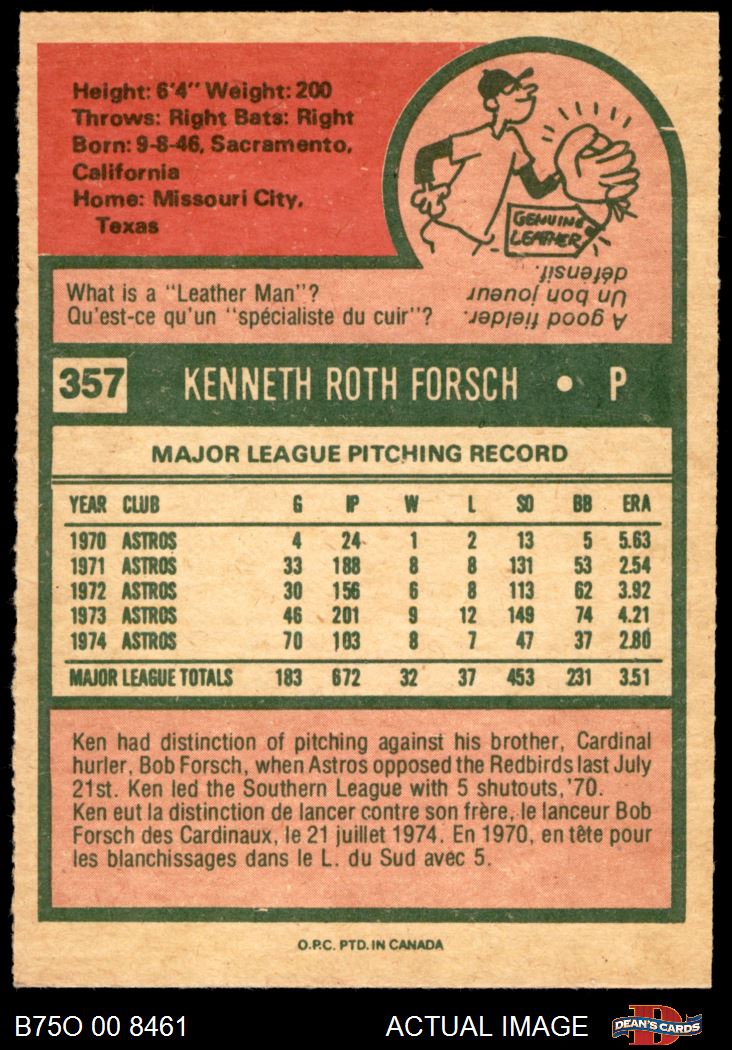 Height: 6'4" Weight: 200
Throws: Right Bats: Right
Born: 9-8-46, Sacramento,
California
Home: Missouri City,
Texas
GENUINE
LEATHER
What is a "Leather Man"?
Qu'est-ce qu'un "spécialiste du cuir"?
A good fielder.
Un bon joueur
défensif.
357 KENNETH ROTH FORSCH • P
MAJOR LEAGUE PITCHING RECORD
YEAR CLUB G IP W L SO BB ERA
1970 ASTROS 4 24 1 2 13 5 5.63
1971 ASTROS 33 188 8 8 131 53 2.54
1972 ASTROS 30 156 6 8 113 62 3.92
1973 ASTROS 46 201 9 12 149 74 4.21
1974 ASTROS 70 103 8 7 47 37 2.80
MAJOR LEAGUE TOTALS 183 672 32 37 453 231 3.51
Ken had distinction of pitching against his brother, Cardinal
hurler, Bob Forsch, when Astros opposed the Redbirds last July
21st. Ken led the Southern League with 5 shutouts,'70.
Ken eut la distinction de lancer contre son frère, le lanceur Bob
Forsch des Cardinaux, le 21 juillet 1974. En 1970, en tête pour
les blanchissages dans le L. du Sud avec 5.
O.P.C. PTD. IN CANADA
B75O 00 8461 ACTUAL IMAGE D DEAN'S CARDS